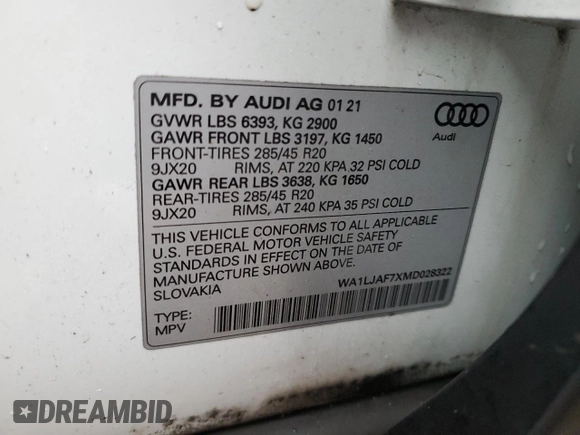 MFD. BY AUDI AG 01 21
GVWR LBS 6393, KG 2900
GAWR FRONT LBS 3197, KG 1450
FRONT-TIRES 285/45 R20
9JX20 RIMS, AT 220 KPA 32 PSI COLD
GAWR REAR LBS 3638, KG 1650
REAR-TIRES 285/45 R20
9JX20 RIMS, AT 240 KPA 35 PSI COLD
Audi
THIS VEHICLE CONFORMS TO ALL APPLICABLE
U.S. FEDERAL MOTOR VEHICLE SAFETY
STANDARDS IN EFFECT ON THE DATE OF
MANUFACTURE SHOWN ABOVE.
SLOVAKIA
WA1LJAF7XMD028322
TYPE:
MPV
DREAMBID